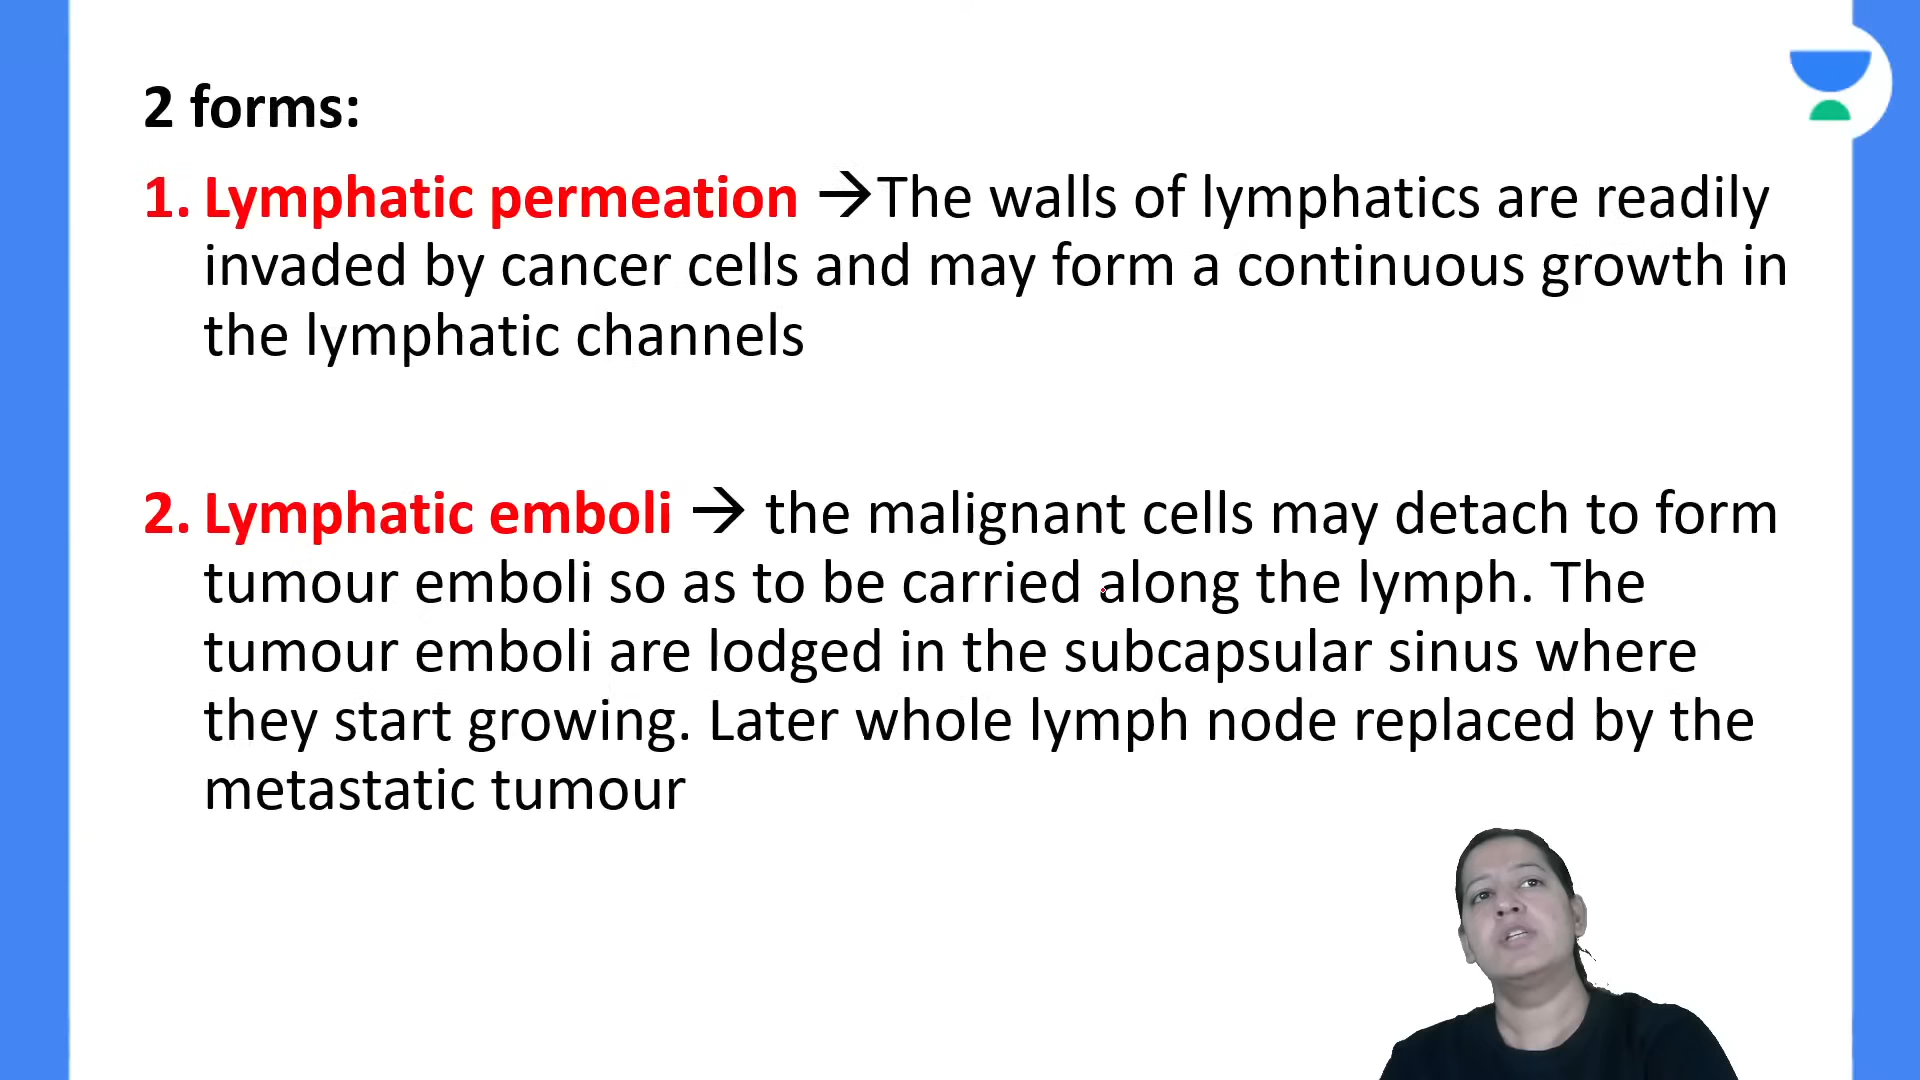 2 forms:
1. Lymphatic permeation →The walls of lymphatics are readily
invaded by cancer cells and may form a continuous growth in
the lymphatic channels
2. Lymphatic emboli → the malignant cells may detach to form
tumour emboli so as to be carried along the lymph. The
tumour emboli are lodged in the subcapsular sinus where
they start growing. Later whole lymph node replaced by the
metastatic tumour